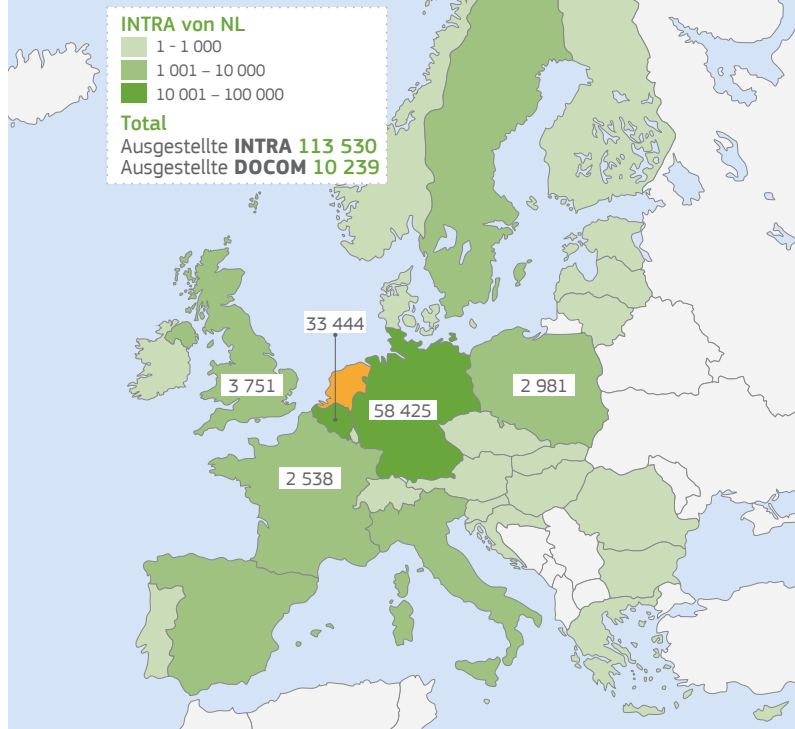 INTRA von NL
1 - 1 000
1 001 – 10 000
10 001 – 100 000
Total
Ausgestellte INTRA 113 530
Ausgestellte DOCOM 10 239
33 444
3 751
58 425
2 981
2 538